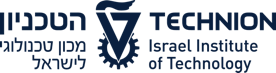 הטכניון
מכון טכנולוגי
לישראל
TECHNION
Israel Institute
of Technology